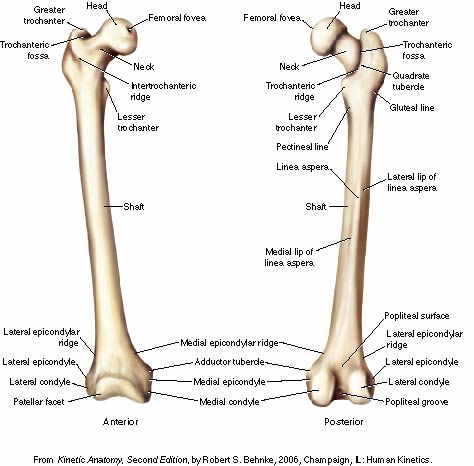 Greater
trochanter
Head
Femoral fovea
Trochanteric
fossa
Neck
Intertrochanteric
ridge
Lesser
trochanter
Shaft
Lateral epicondylar
ridge
Lateral epicondyle
Lateral condyle
Patellar facet
Anterior
Femoral fovea
Head
Greater
trochanter
Trochanteric
fossa
Neck
Quadrate
tubercle
Trochanteric
ridge
Gluteal line
Lesser
trochanter
Pectineal line
Linea aspera
Lateral lip of
linea aspera
Shaft
Medial lip of
linea aspera
Popliteal surface
Medial epicondylar ridge
Lateral epicondylar
ridge
Adductor tubercle
Lateral epicondyle
Medial epicondyle
Lateral condyle
Medial condyle
Popliteal groove
Posterior
From Kinetic Anatomy, Second Edition, by Robert S. Behnke, 2006, Champaign, IL: Human Kinetics.